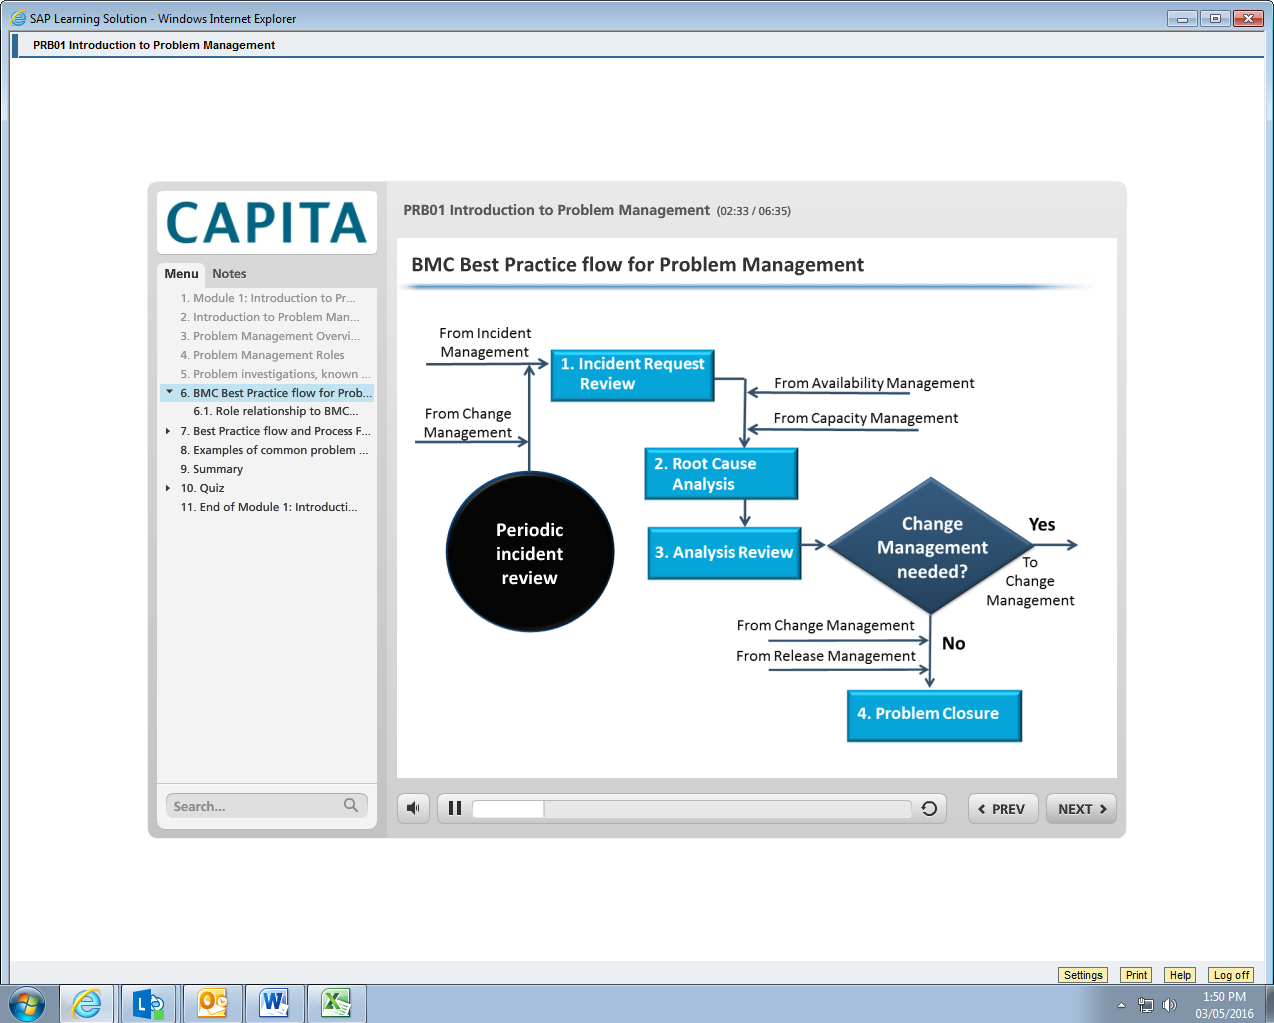 SAP Learning Solution - Windows Internet Explorer
PRB01 Introduction to Problem Management
CAPITA
PRB01 Introduction to Problem Management (02:33 / 06:35)
Menu Notes
1. Module 1: Introduction to Pr...
2. Introduction to Problem Man...
3. Problem Management Overvi...
4. Problem Management Roles
5. Problem investigations, known ...
6. BMC Best Practice flow for Prob...
6.1. Role relationship to BMC...
7. Best Practice flow and Process F...
8. Examples of common problem ...
9. Summary
10. Quiz
11. End of Module 1: Introducti...
Search...
BMC Best Practice flow for Problem Management
From Incident
Management
1. Incident Request
Review
From Availability Management
From Change
Management
From Capacity Management
2. Root Cause
Analysis
Periodic
incident
review
3. Analysis Review
Change
Management
needed?
Yes
To
Change
Management
From Change Management
No
From Release Management
4. Problem Closure
PREV
NEXT
Settings
Print
Help
Log off
1:50 PM
03/05/2016